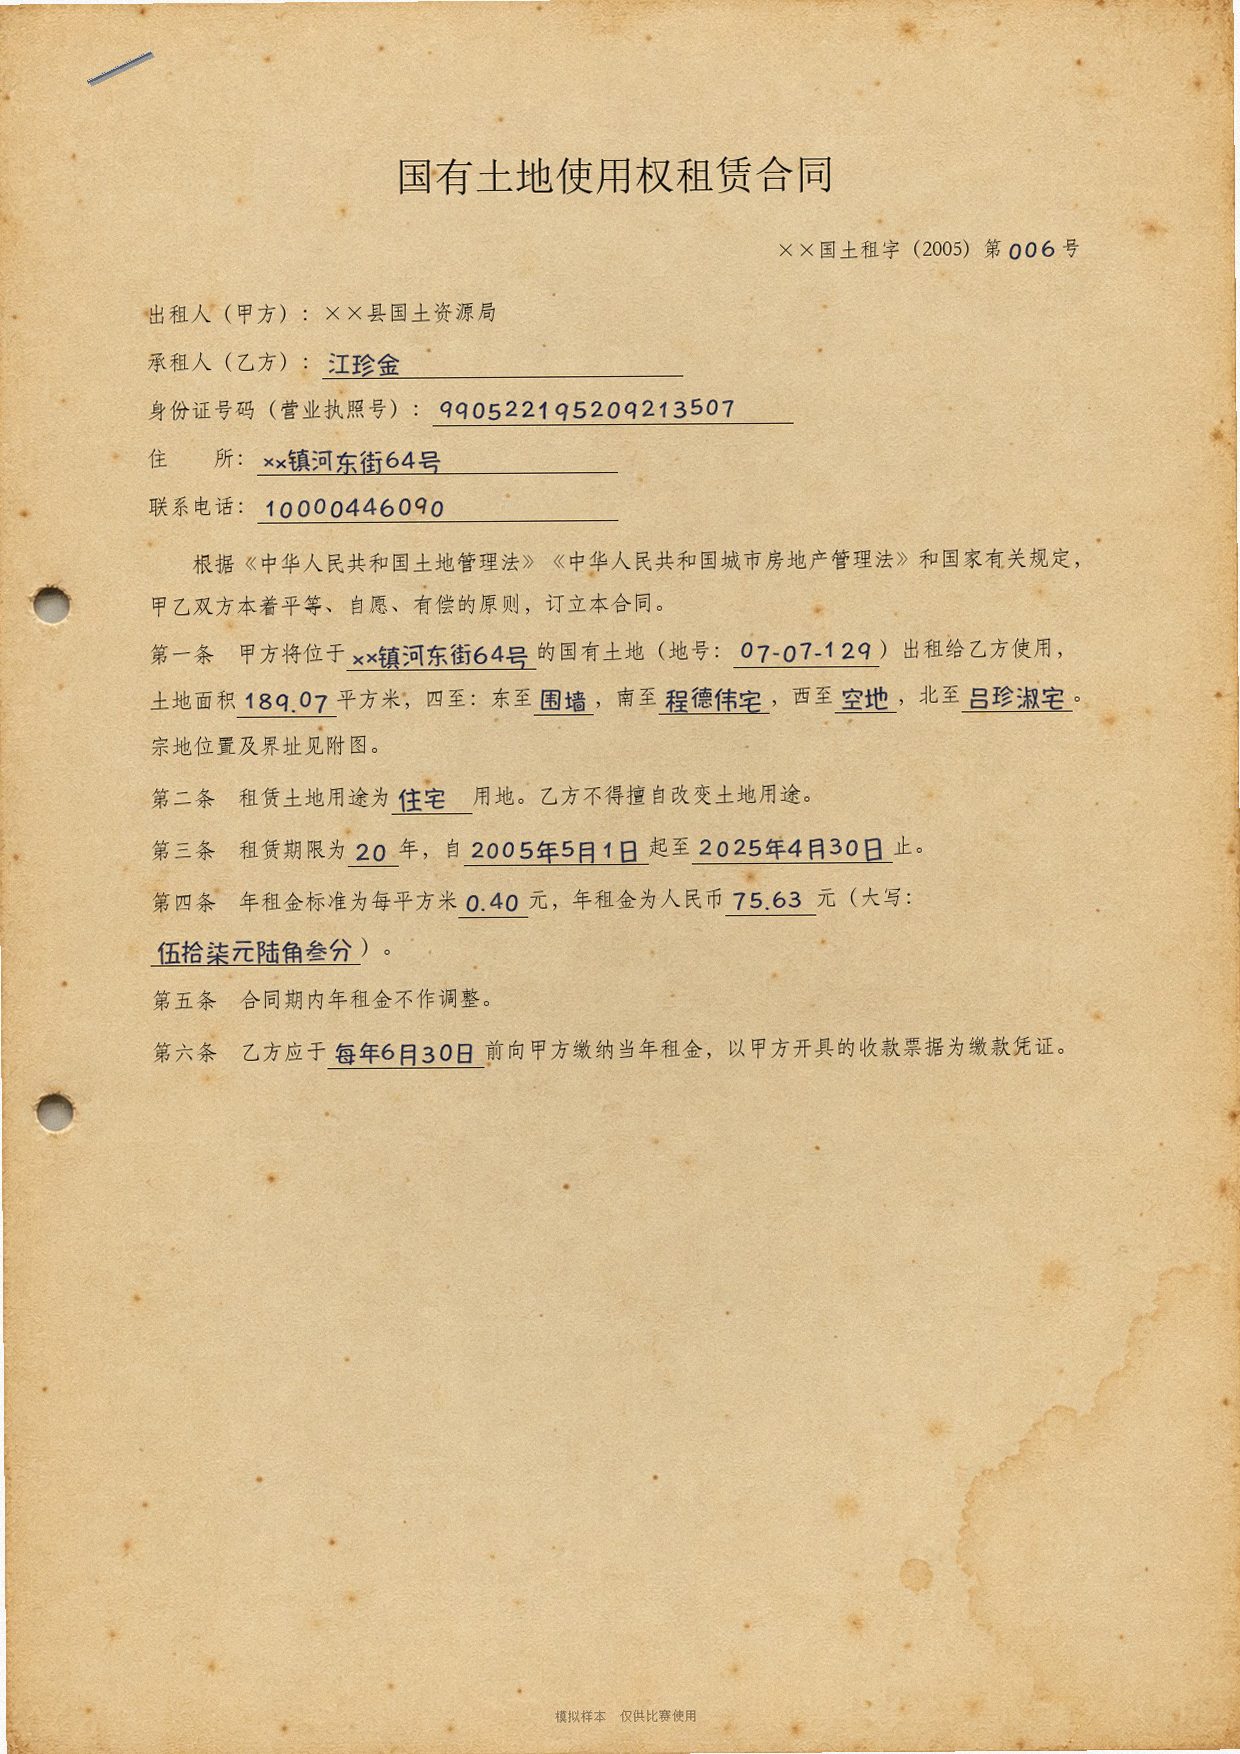 国有土地使用权租赁合同
××国土租字（2005）第006号
出租人（甲方）：××县国土资源局
承租人（乙方）：江珍金
身份证号码（营业执照号）：990522195209213507
住　　所：××镇河东街64号
联系电话：10000446090
根据《中华人民共和国土地管理法》《中华人民共和国城市房地产管理法》和国家有关规定，
甲乙双方本着平等、自愿、有偿的原则，订立本合同。
第一条　甲方将位于××镇河东街64号的国有土地（地号：07-07-129）出租给乙方使用，
土地面积189.07平方米，四至：东至围墙，南至程德伟宅，西至空地，北至吕珍淑宅。
宗地位置及界址见附图。
第二条　租赁土地用途为住宅用地。乙方不得擅自改变土地用途。
第三条　租赁期限为20年，自2005年5月1日起至2025年4月30日止。
第四条　年租金标准为每平方米0.40元，年租金为人民币75.63元（大写：
伍拾柒元陆角叁分）。
第五条　合同期内年租金不作调整。
第六条　乙方应于每年6月30日前向甲方缴纳当年租金，以甲方开具的收款票据为缴款凭证。
模拟样本　仅供比赛使用